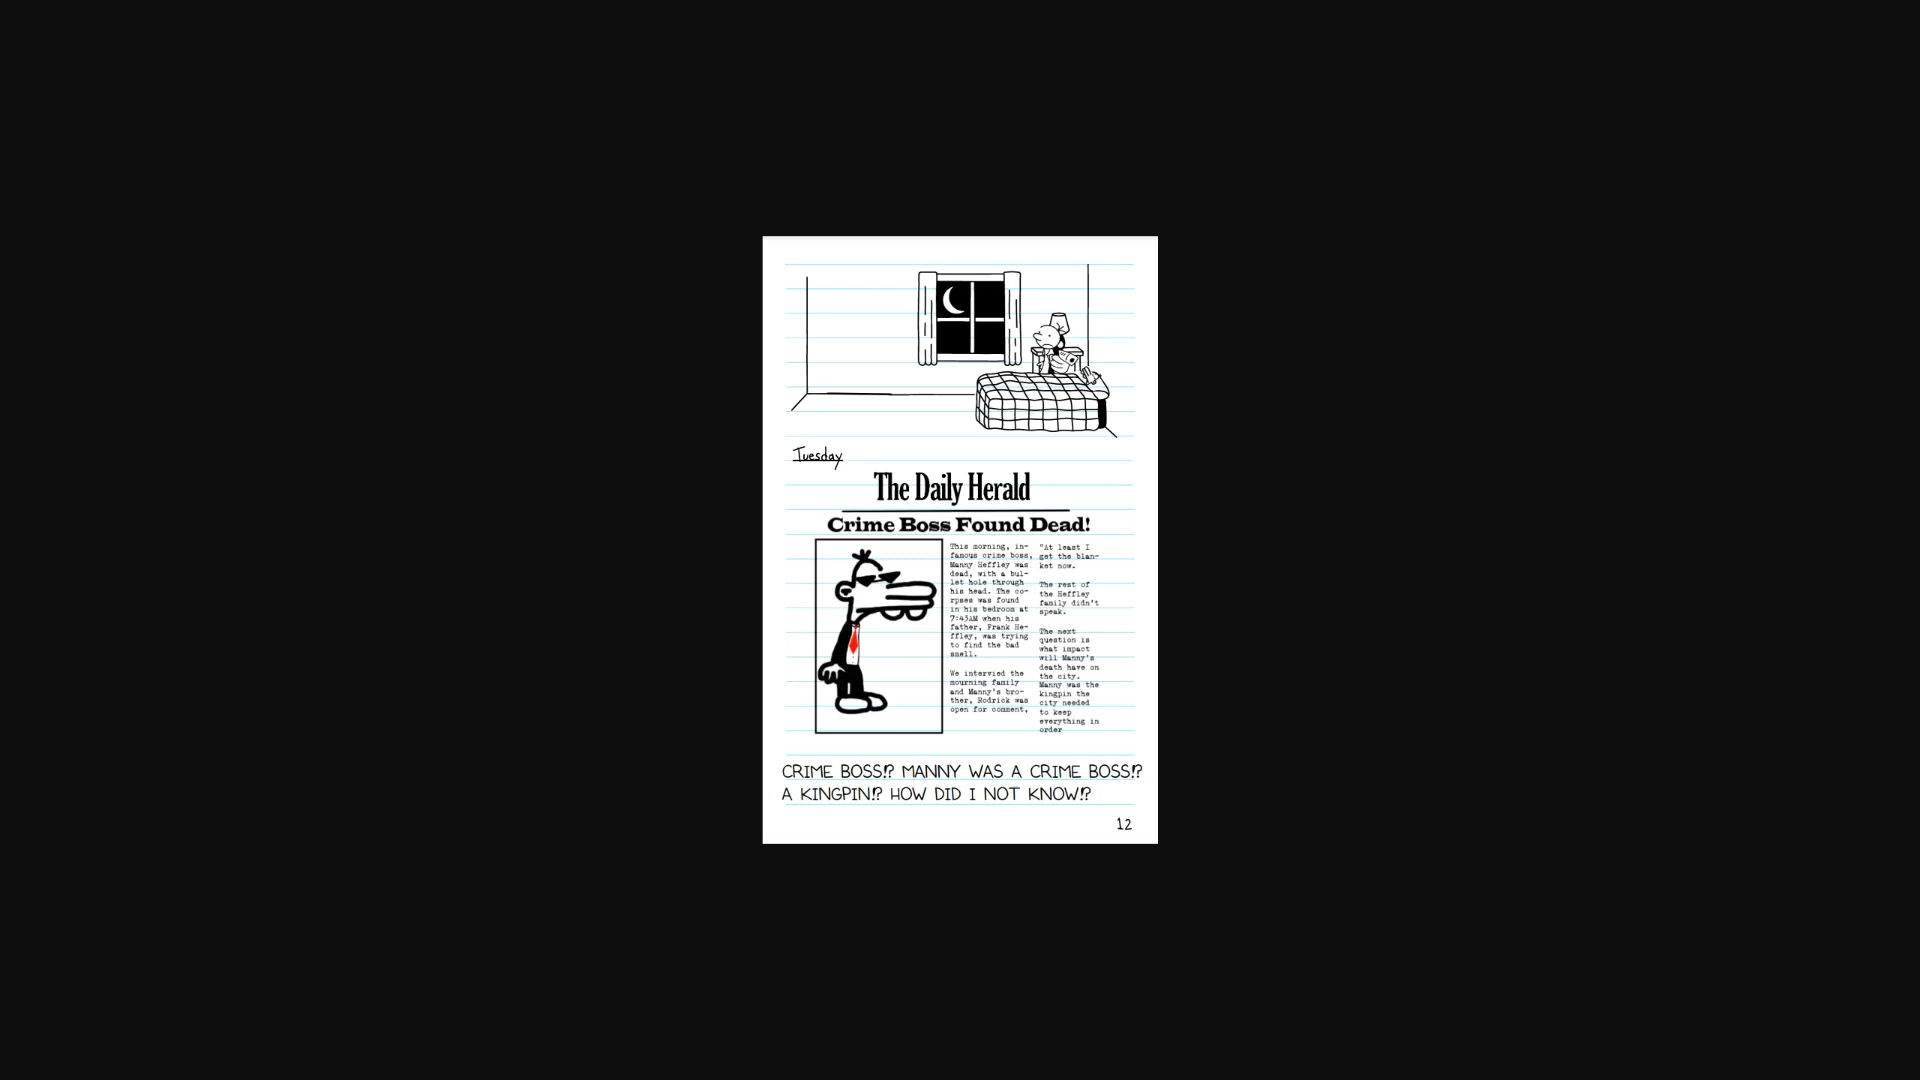 Tuesday
The Daily Herald
Crime Boss Found Dead!
This morning, in-
famous crime boss,
Manny Heffley was
dead, with a bul-
let hole through
his head. The co-
rpses was found
in his bedroom at
7:45AM when his
father, Frank He-
ffley, was trying
to find the bad
smell.
We intervied the
mourning family
and Manny's bro-
ther, Rodrick was
open for comment,
"At least I
get the blan-
ket now.
The rest of
the Heffley
family didn't
speak.
The next
question is
what impact
will Manny's
death have on
the city.
Manny was the
kingpin the
city needed
to keep
everything in
order
CRIME BOSS!? MANNY WAS A CRIME BOSS!?
A KINGPIN!? HOW DID I NOT KNOW!?
12